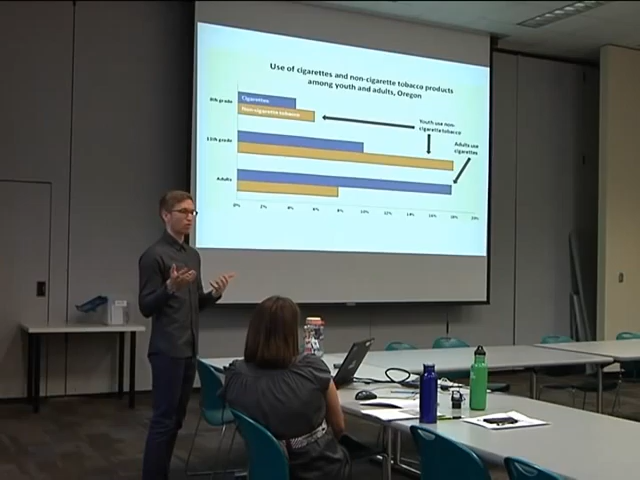 Use of cigarettes and non-cigarette tobacco products
among youth and adults, Oregon
8th grade
Cigarettes
Non-cigarette tobacco
Youth use non-
cigarette tobacco
11th grade
Adults use
cigarettes
Adults
0% 2% 4% 6% 8% 10% 12% 14% 16% 18% 20%